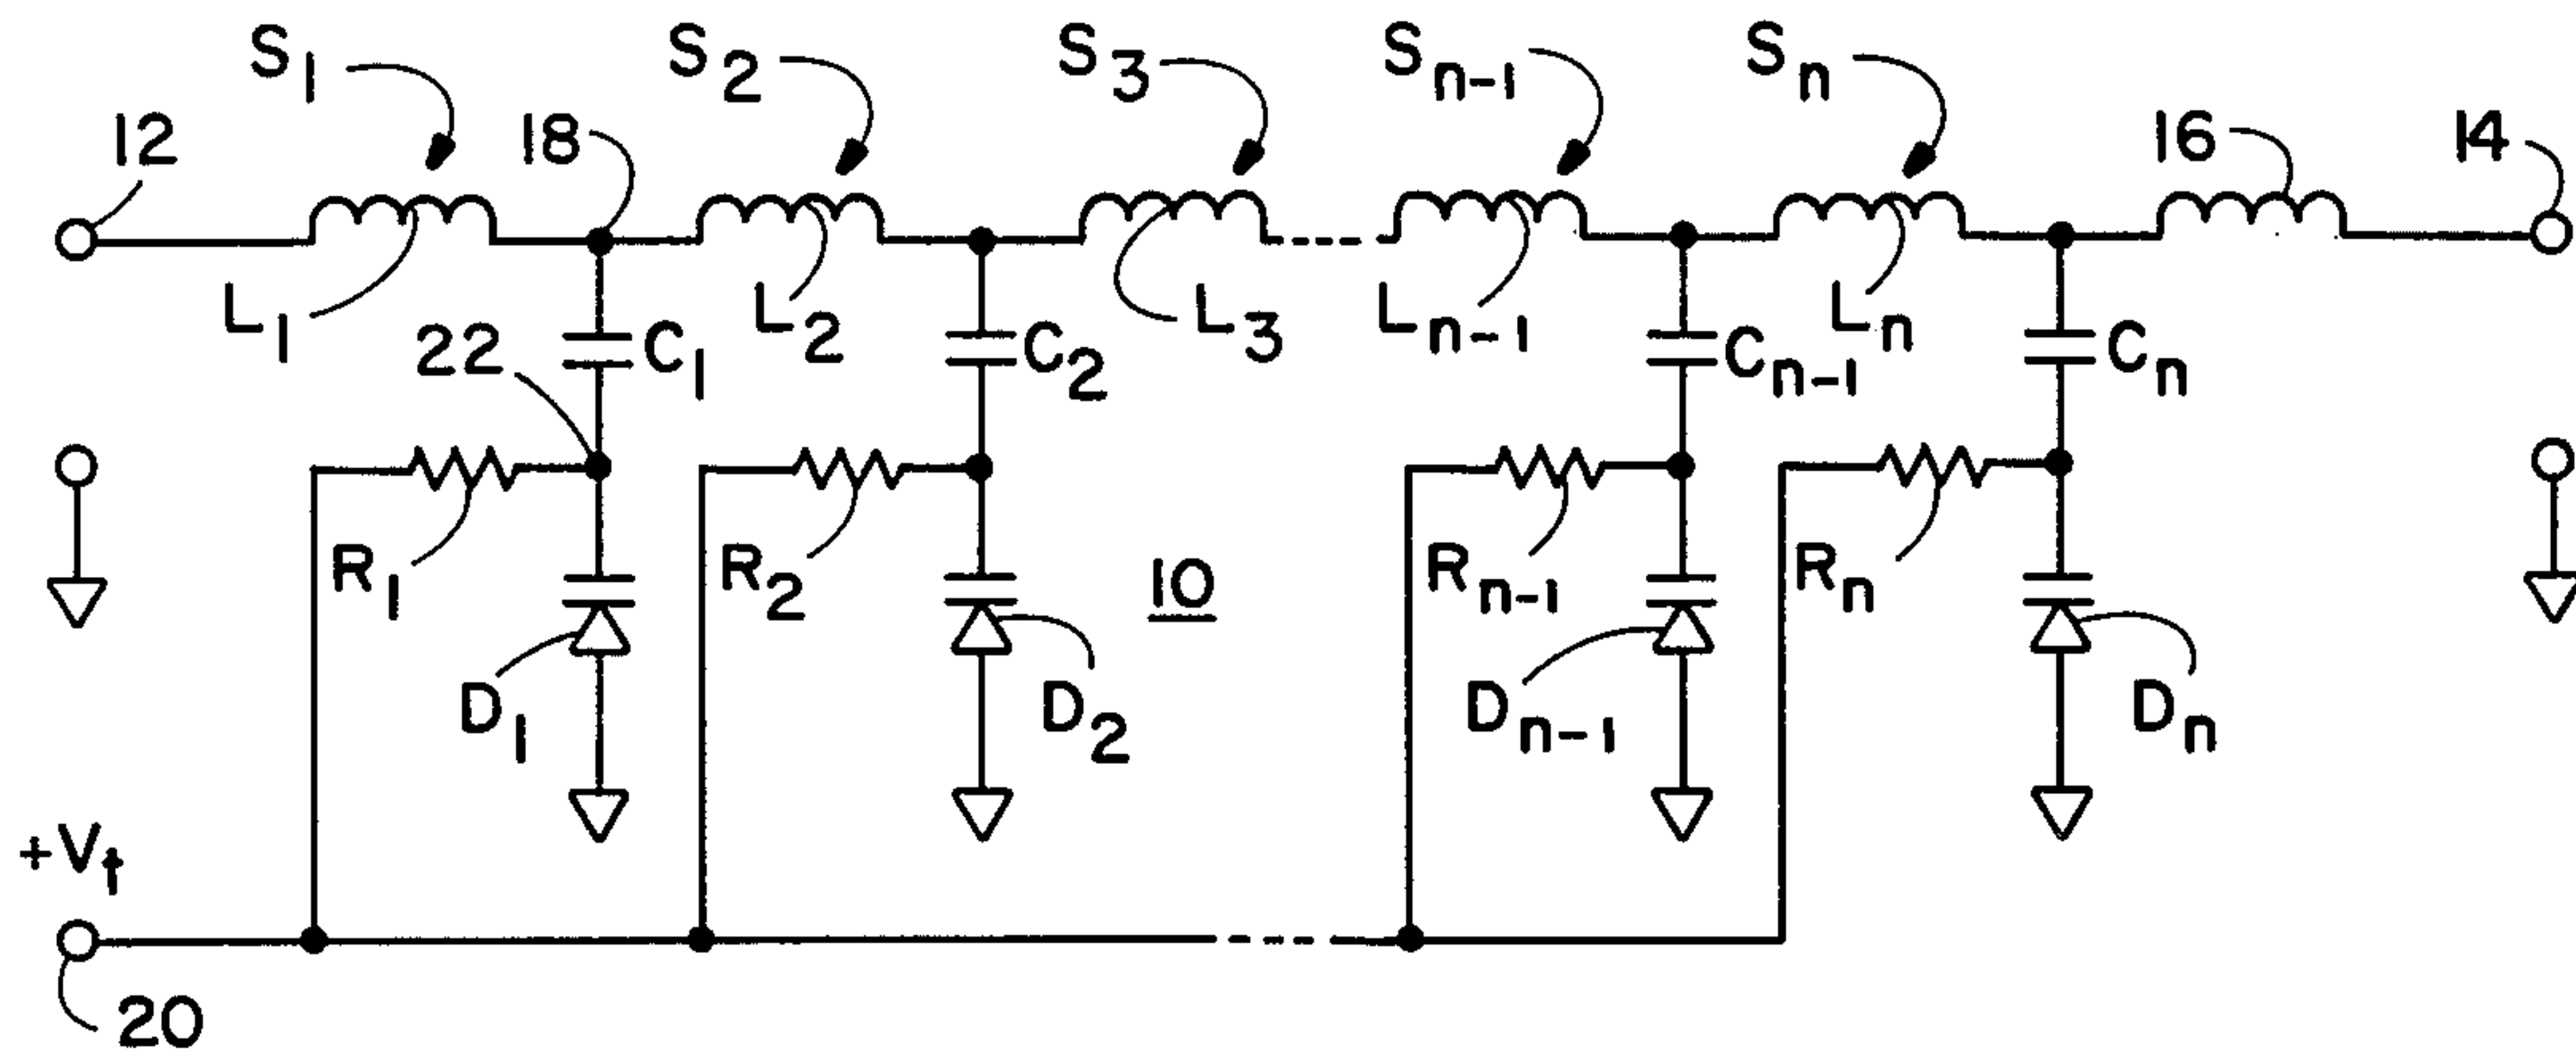 S1 S2 S3 Sn-1 Sn
12 18 16 14
L1 L2 L3 Ln-1 Ln
22 C1 C2 Cn-1 Cn
R1 R2 10 Rn-1 Rn
D1 D2 Dn-1 Dn
+Vt
20